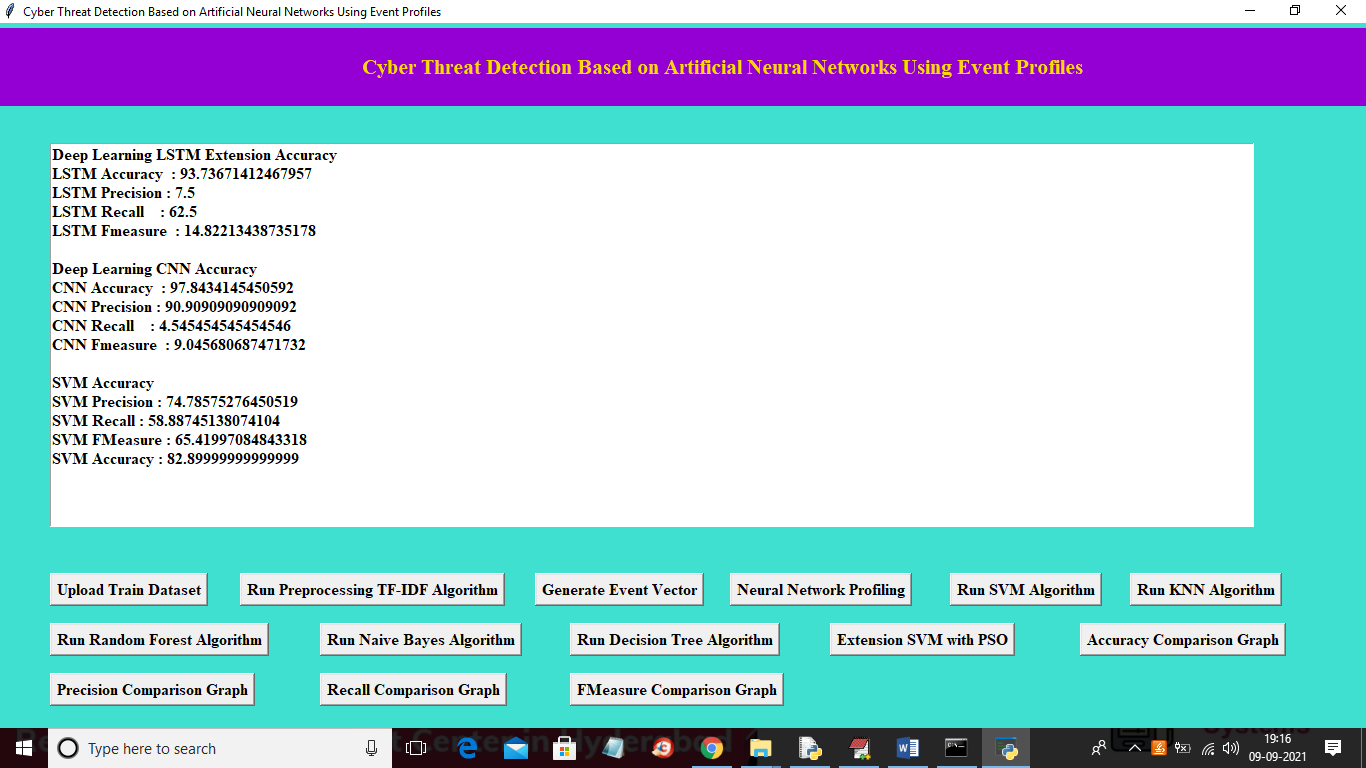 Cyber Threat Detection Based on Artificial Neural Networks Using Event Profiles
Cyber Threat Detection Based on Artificial Neural Networks Using Event Profiles
Deep Learning LSTM Extension Accuracy
LSTM Accuracy : 93.73671412467957
LSTM Precision : 7.5
LSTM Recall : 62.5
LSTM Fmeasure : 14.82213438735178
Deep Learning CNN Accuracy
CNN Accuracy : 97.8434145450592
CNN Precision : 90.90909090909092
CNN Recall : 4.545454545454546
CNN Fmeasure : 9.045680687471732
SVM Accuracy
SVM Precision : 74.78575276450519
SVM Recall : 58.88745138074104
SVM FMeasure : 65.41997084843318
SVM Accuracy : 82.89999999999999
Upload Train Dataset Run Preprocessing TF-IDF Algorithm Generate Event Vector Neural Network Profiling Run SVM Algorithm Run KNN Algorithm
Run Random Forest Algorithm Run Naive Bayes Algorithm Run Decision Tree Algorithm Extension SVM with PSO Accuracy Comparison Graph
Precision Comparison Graph Recall Comparison Graph FMeasure Comparison Graph
Type here to search
19:16
09-09-2021